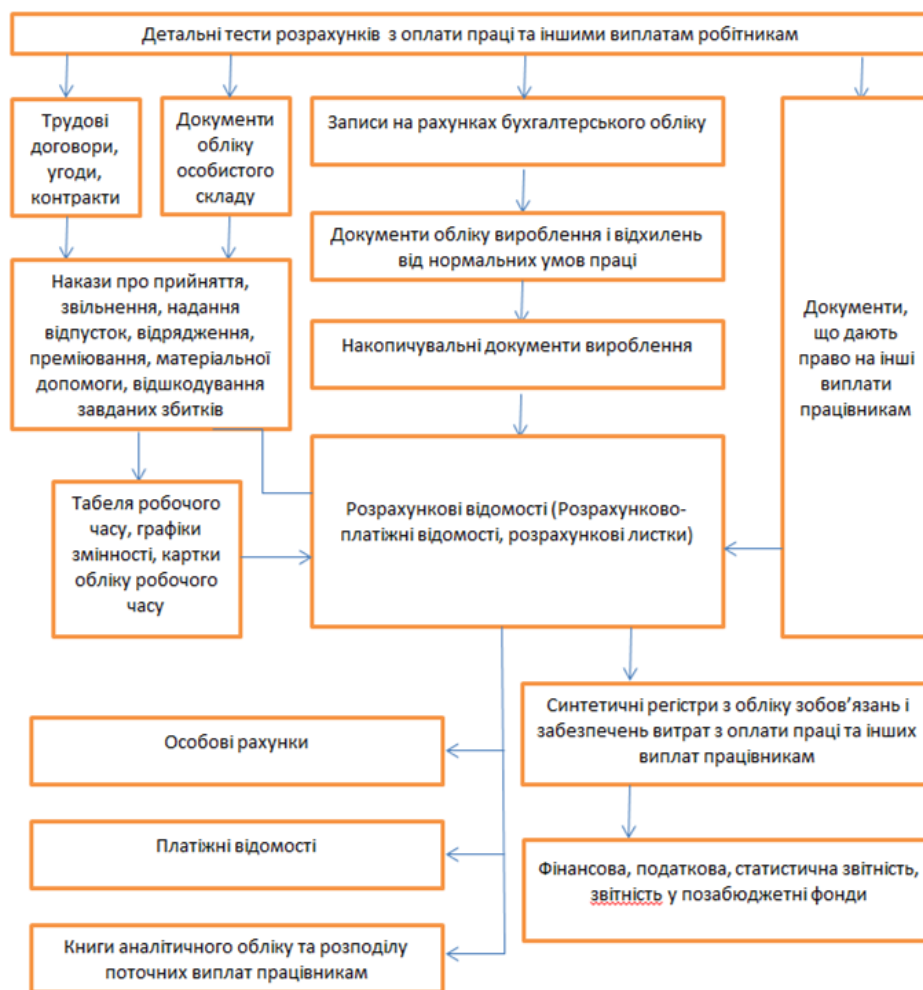 Детальні тести розрахунків з оплати праці та іншими виплатам робітникам
Трудові
договори,
угоди,
контракти
Документи
обліку
особистого
складу
Записи на рахунках бухгалтерського обліку
Документи обліку вироблення і відхилень
від нормальних умов праці
Накази про прийняття,
звільнення, надання
відпусток, відрядження,
преміювання, матеріальної
допомоги, відшкодування
завданих збитків
Накопичувальні документи вироблення
Документи,
що дають
право на інші
виплати
працівникам
Табеля робочого
часу, графіки
змінності, картки
обліку робочого
часу
Розрахункові відомості (Розрахунково-
платіжні відомості, розрахункові листки)
Синтетичні регістри з обліку зобов’язань і
забезпечень витрат з оплати праці та інших
виплат працівникам
Особові рахунки
Платіжні відомості
Фінансова, податкова, статистична звітність,
звітність у позабюджетні фонди
Книги аналітичного обліку та розподілу
поточних виплат працівникам